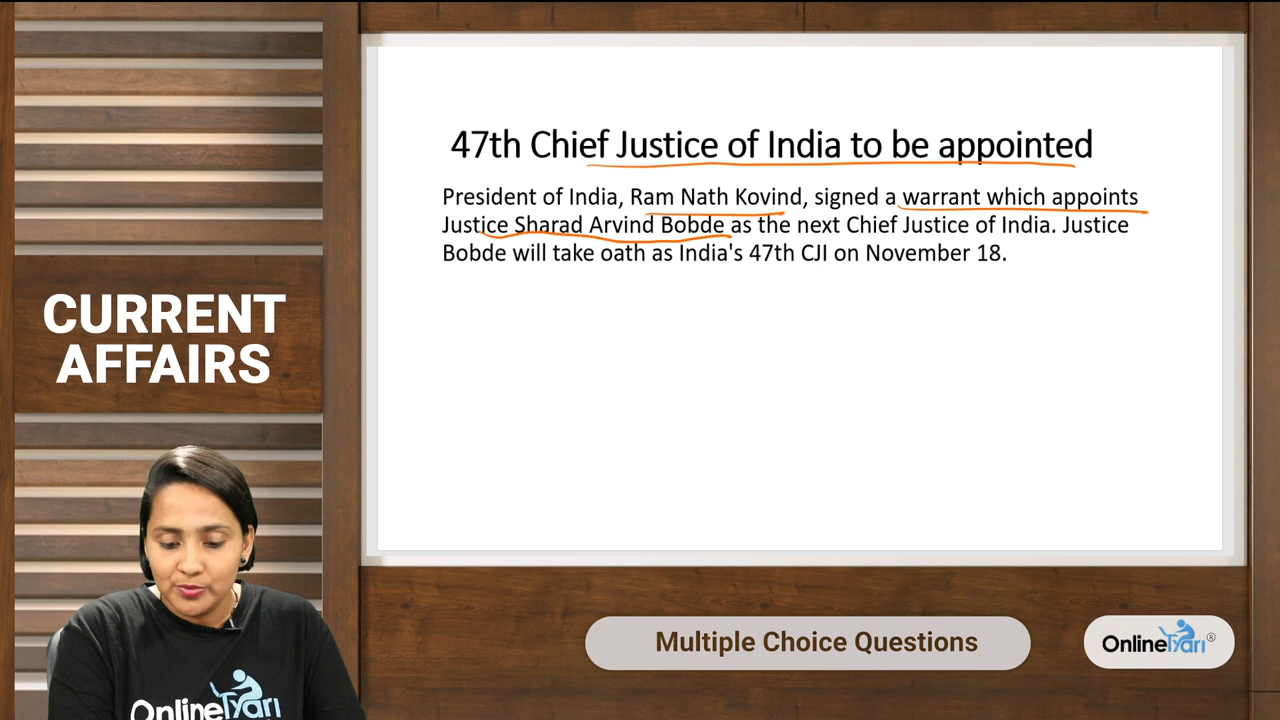 47th Chief Justice of India to be appointed
President of India, Ram Nath Kovind, signed a warrant which appoints
Justice Sharad Arvind Bobde as the next Chief Justice of India. Justice
Bobde will take oath as India's 47th CJI on November 18.
CURRENT
AFFAIRS
Multiple Choice Questions
OnlineTyari®
OnlineTyari